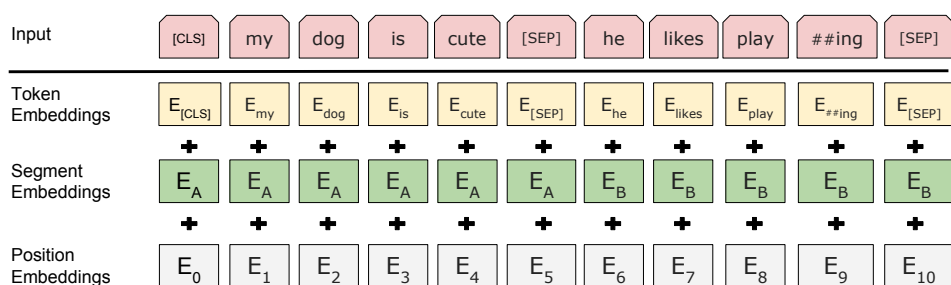 Input [CLS] my dog is cute [SEP] he likes play ##ing [SEP]
Token Embeddings E[CLS] Emy Edog Eis Ecute E[SEP] Ehe Elikes Eplay E##ing E[SEP]
+ + + + + + + + + + +
Segment Embeddings EA EA EA EA EA EA EB EB EB EB EB
+ + + + + + + + + + +
Position Embeddings E0 E1 E2 E3 E4 E5 E6 E7 E8 E9 E10